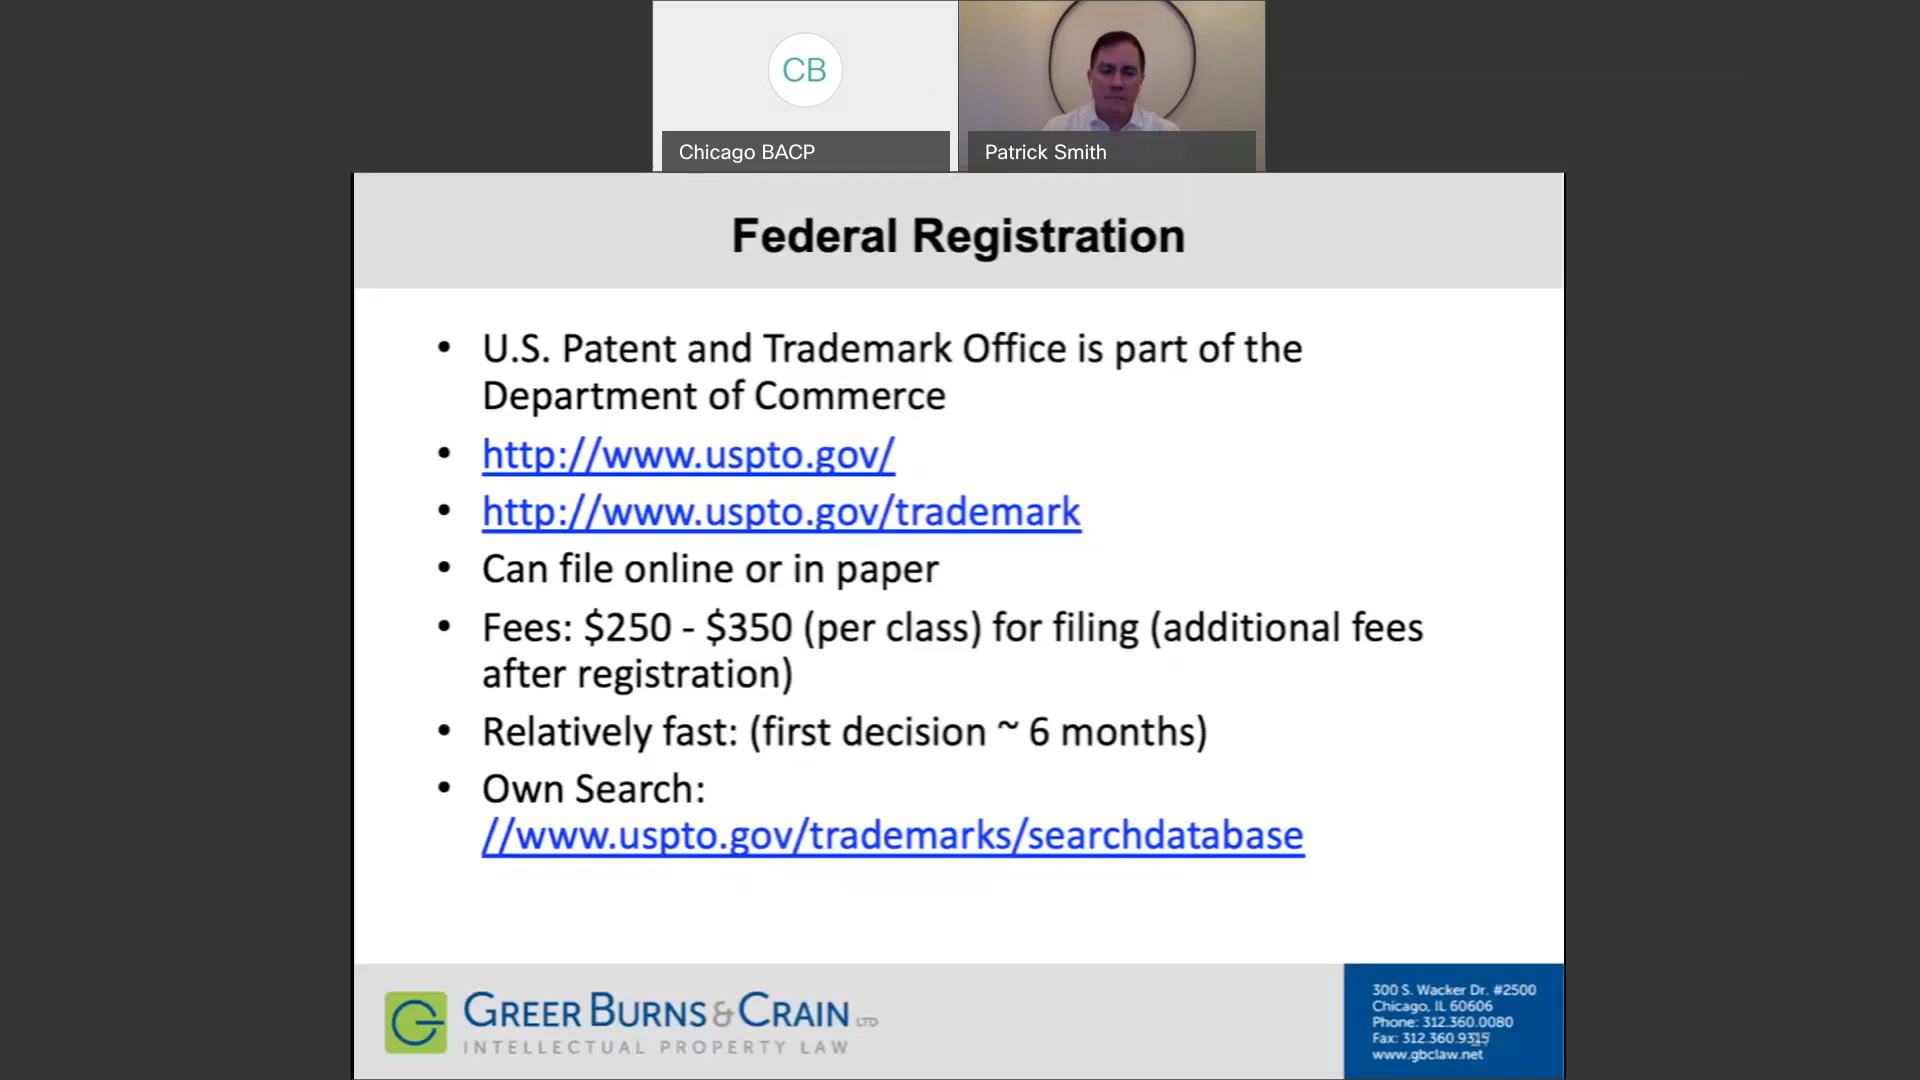 CB
Chicago BACP
Patrick Smith
Federal Registration
• U.S. Patent and Trademark Office is part of the
Department of Commerce
• http://www.uspto.gov/
• http://www.uspto.gov/trademark
• Can file online or in paper
• Fees: $250 - $350 (per class) for filing (additional fees
after registration)
• Relatively fast: (first decision ~ 6 months)
• Own Search:
//www.uspto.gov/trademarks/searchdatabase
GREER BURNS & CRAIN LTD
INTELLECTUAL PROPERTY LAW
300 S. Wacker Dr. #2500
Chicago, IL 60606
Phone: 312.360.0080
Fax: 312.360.9315
www.gbclaw.net